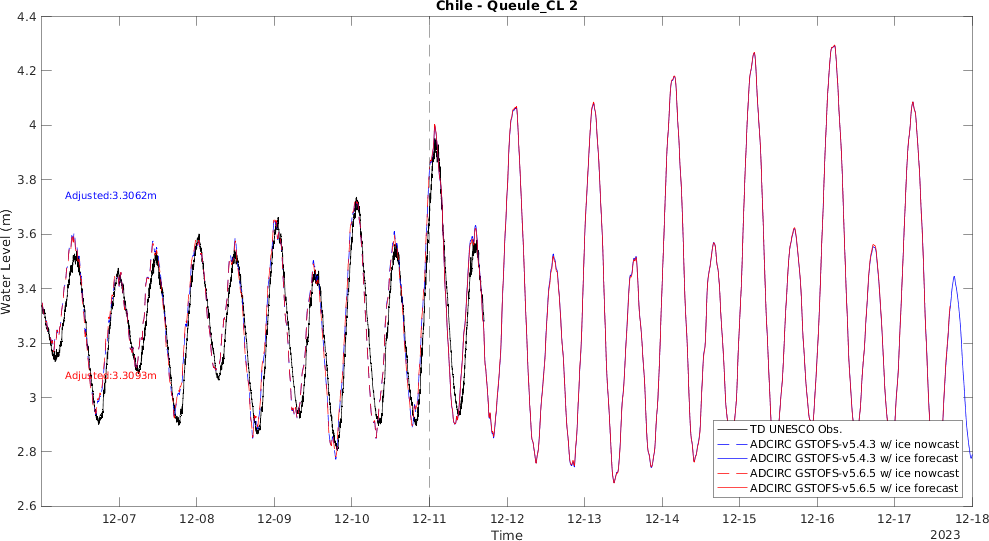 Chile - Queule_CL 2
4.4
4.2
4
3.8
3.6
3.4
3.2
3
2.8
2.6
Water Level (m)
Adjusted:3.3062m
Adjusted:3.3093m
TD UNESCO Obs.
ADCIRC GSTOFS-v5.4.3 w/ ice nowcast
ADCIRC GSTOFS-v5.4.3 w/ ice forecast
ADCIRC GSTOFS-v5.6.5 w/ ice nowcast
ADCIRC GSTOFS-v5.6.5 w/ ice forecast
12-07 12-08 12-09 12-10 12-11 12-12 12-13 12-14 12-15 12-16 12-17 12-18
Time
2023